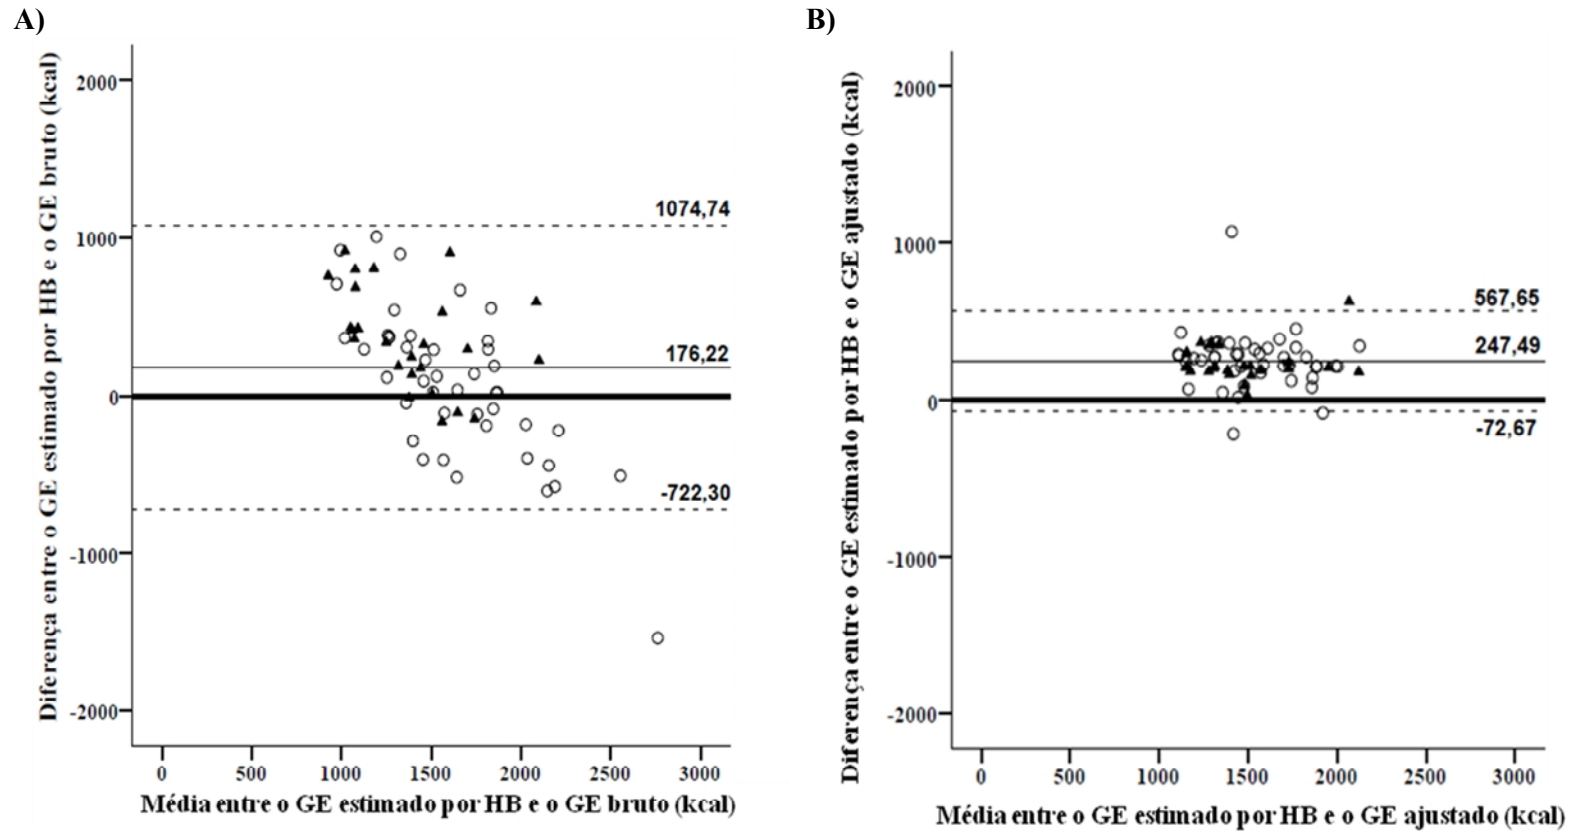 A)
Diferença entre o GE estimado por HB e o GE bruto (kcal)
2000
1000
0
-1000
-2000
1074,74
176,22
-722,30
0 500 1000 1500 2000 2500 3000
Média entre o GE estimado por HB e o GE bruto (kcal)
B)
Diferença entre o GE estimado por HB e o GE ajustado (kcal)
2000
1000
0
-1000
-2000
567,65
247,49
-72,67
0 500 1000 1500 2000 2500 3000
Média entre o GE estimado por HB e o GE ajustado (kcal)